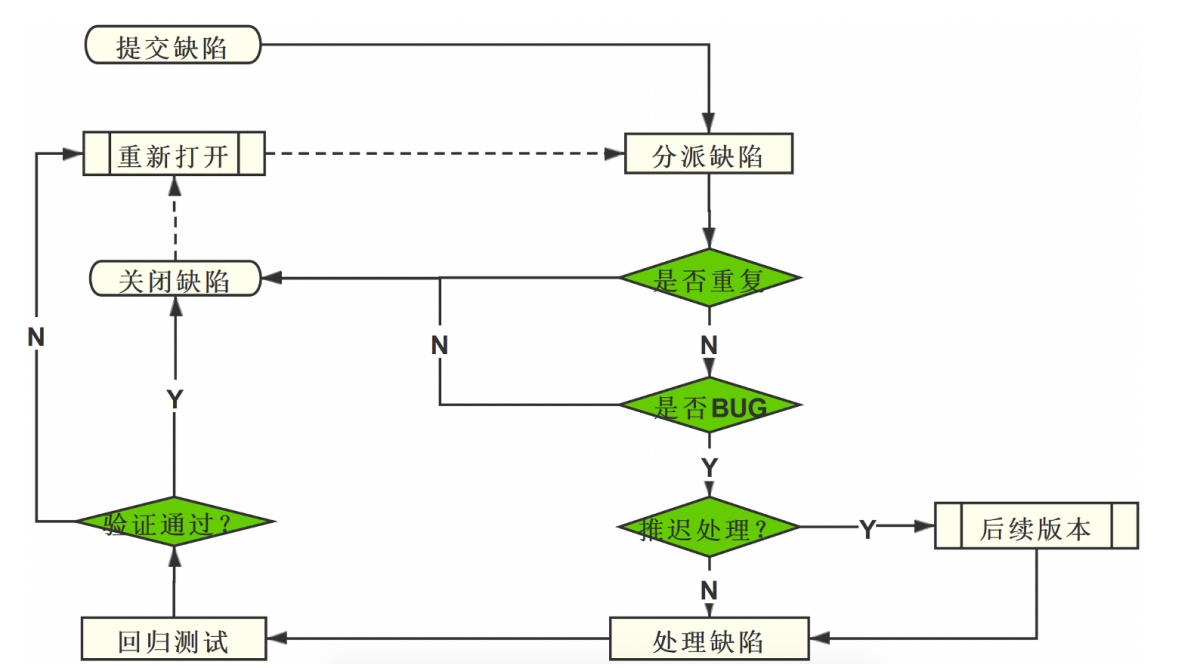 提交缺陷
重新打开
分派缺陷
关闭缺陷
是否重复
N
N
N
Y
是否BUG
Y
验证通过？
推迟处理？
Y
后续版本
N
回归测试
处理缺陷